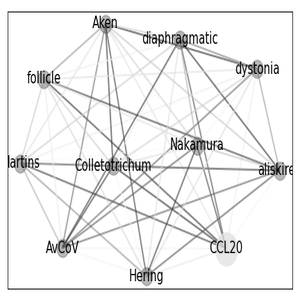 Aken
diaphragmatic
dystonia
follicle
Nakamura
lartins
Colletotrichum
aliskire
AvCoV
CCL20
Hering